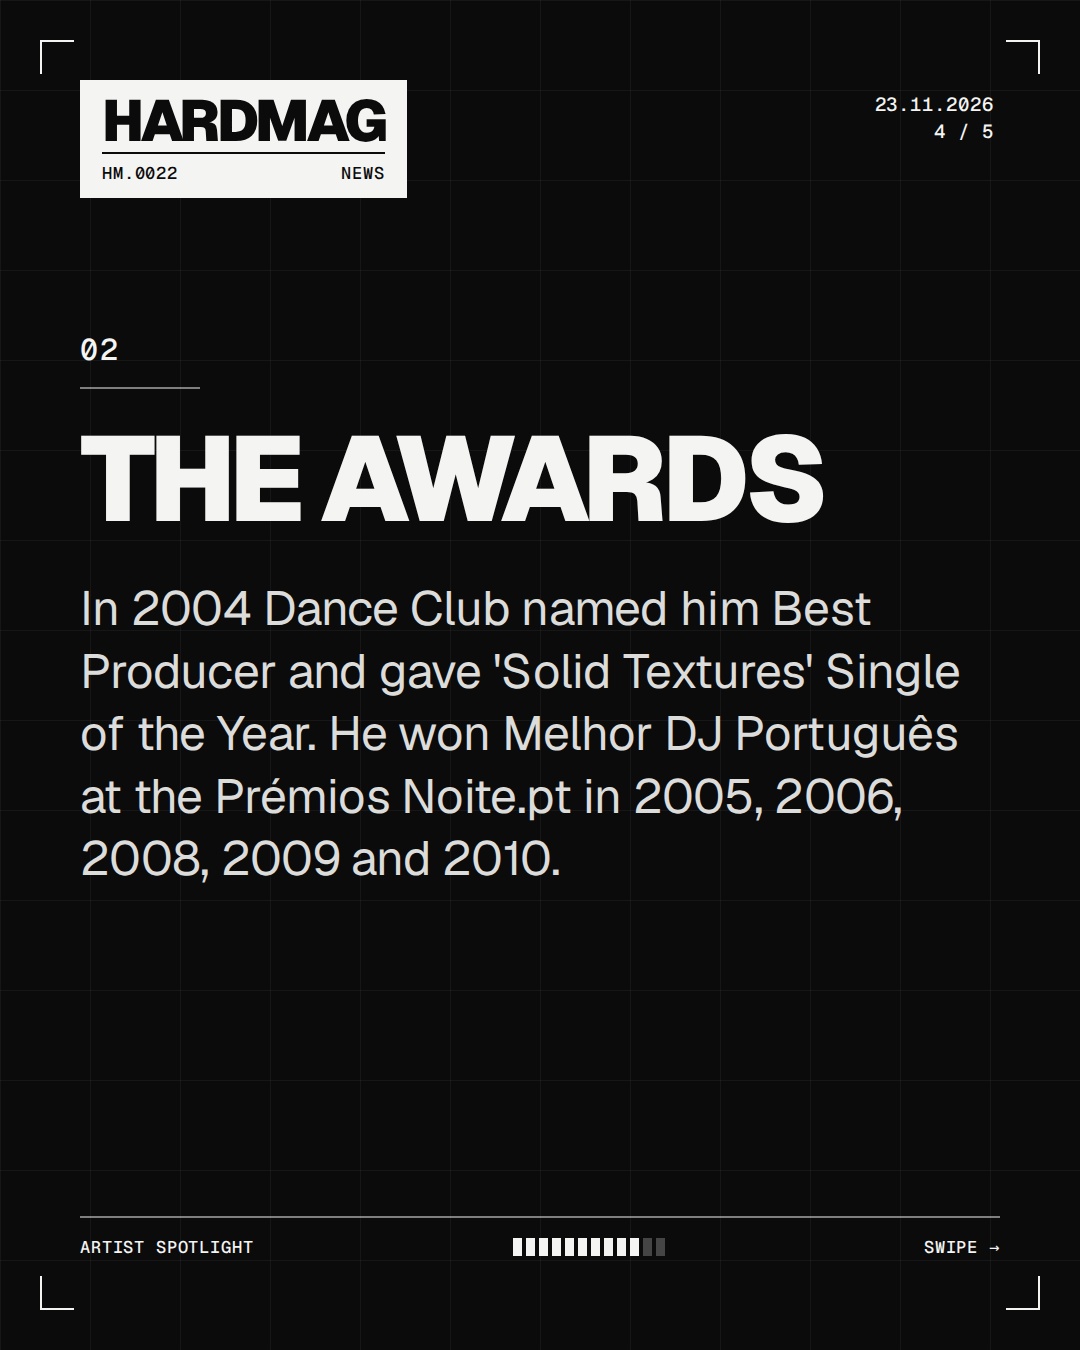 HARDMAG
HM.0022 NEWS
23.11.2026
4 / 5
02
THE AWARDS
In 2004 Dance Club named him Best
Producer and gave 'Solid Textures' Single
of the Year. He won Melhor DJ Português
at the Prémios Noite.pt in 2005, 2006,
2008, 2009 and 2010.
ARTIST SPOTLIGHT
SWIPE →